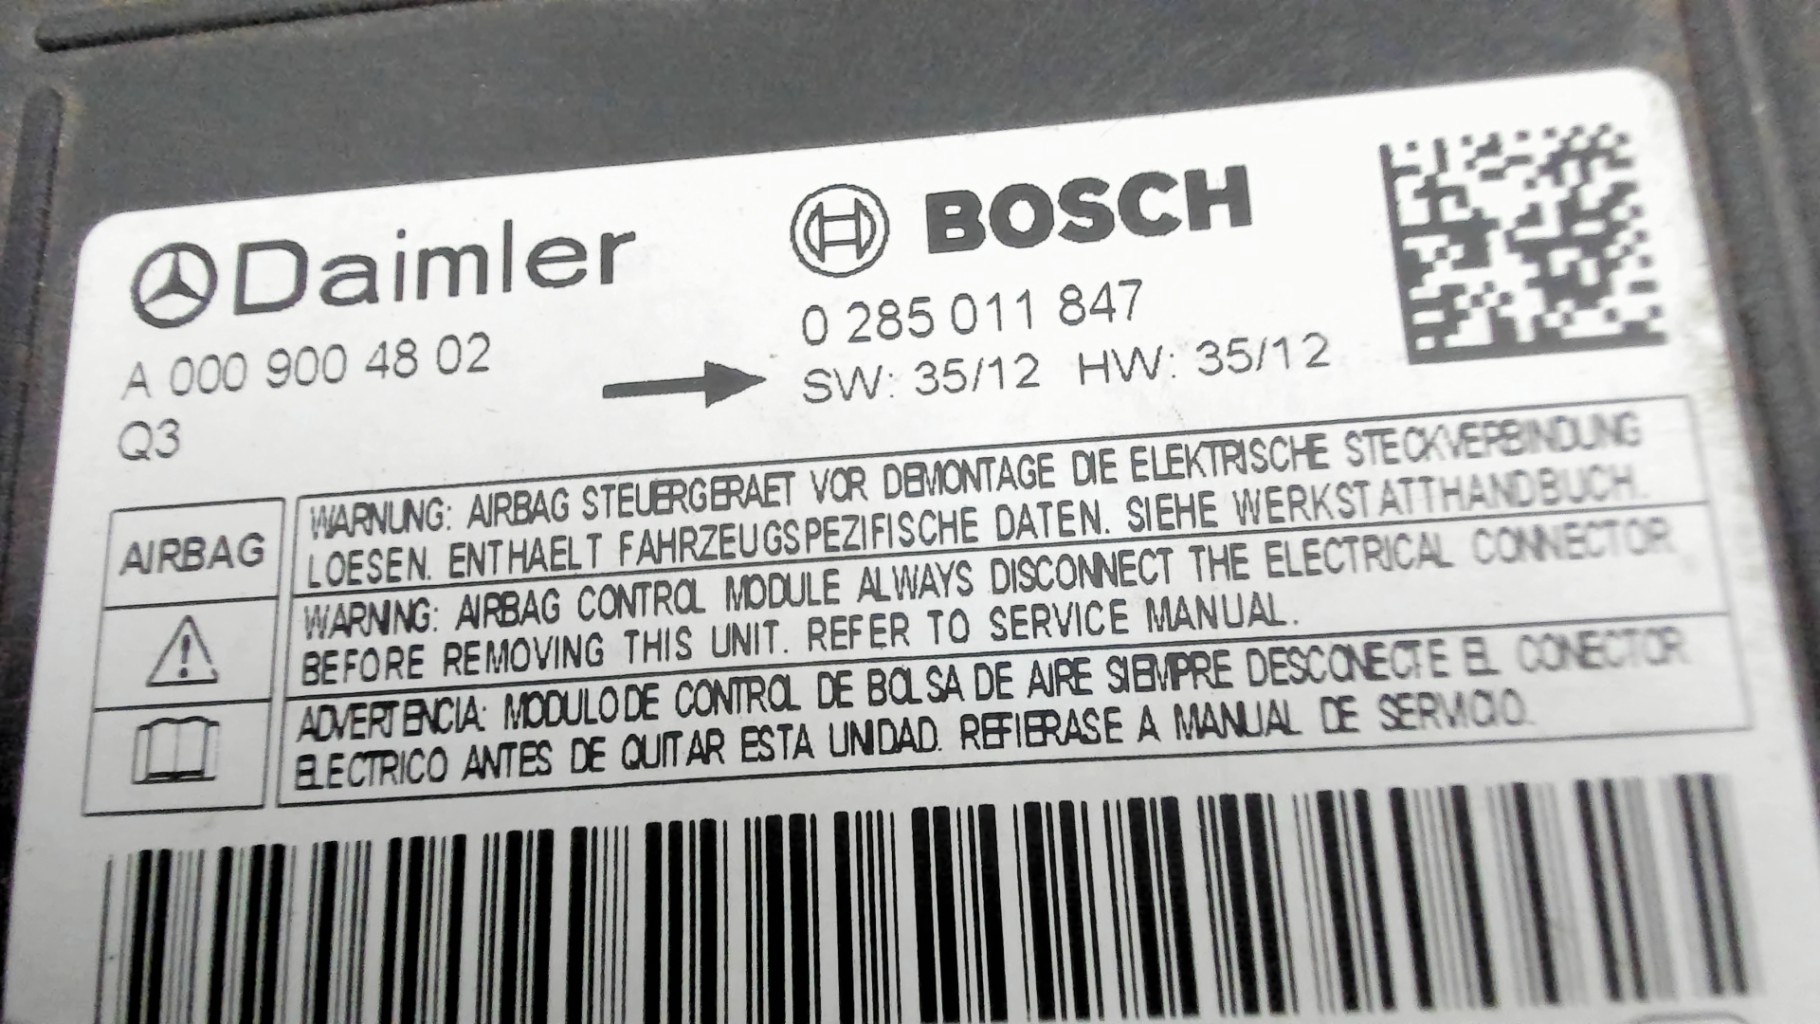 Daimler
A 000 900 48 02
Q3
BOSCH
0 285 011 847
SW: 35/12 HW: 35/12
AIRBAG
WARNUNG: AIRBAG STEUERGERAET VOR DEMONTAGE DIE ELEKTRISCHE STECKVERBINDUNG
LOESEN. ENTHAELT FAHRZEUGSPEZIFISCHE DATEN. SIEHE WERKSTATTHANDBUCH.
WARNING: AIRBAG CONTROL MODULE ALWAYS DISCONNECT THE ELECTRICAL CONNECTOR
BEFORE REMOVING THIS UNIT. REFER TO SERVICE MANUAL.
ADVERTENCIA: MODULO DE CONTROL DE BOLSA DE AIRE SIEMPRE DESCONECTE EL CONECTOR
ELECTRICO ANTES DE QUITAR ESTA UNIDAD. REFIERASE A MANUAL DE SERVICIO.